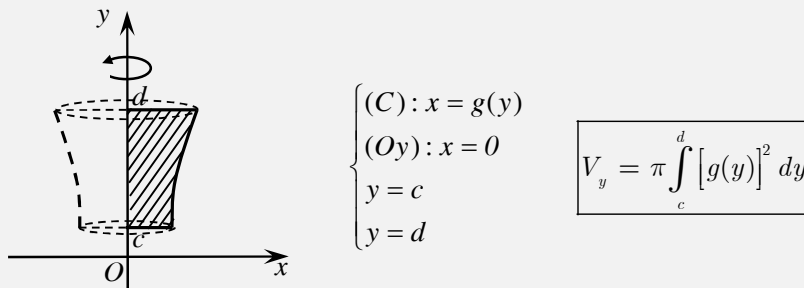 y
d
c
O
x
(C): x = g(y)
(Oy): x = 0
y = c
y = d
V_y = π∫_c^d [g(y)]^2 dy